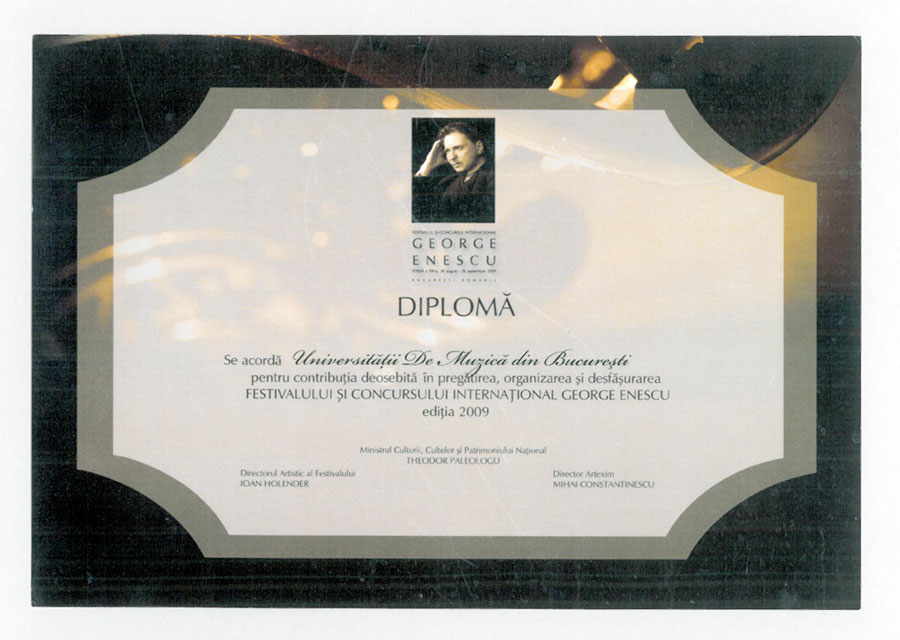 FESTIVALUL ȘI CONCURSUL INTERNAȚIONAL
GEORGE
ENESCU
BUCUREȘTI ROMÂNIA
DIPLOMĂ
Se acordă Universității De Muzică din București
pentru contribuția deosebită în pregătirea, organizarea și desfășurarea
FESTIVALULUI ȘI CONCURSULUI INTERNAȚIONAL GEORGE ENESCU
ediția 2009
Ministrul Culturii, Cultelor și Patrimoniului Național
THEODOR PALEOLOGU
Directorul Artistic al Festivalului
IOAN HOLENDER
Director Artexim
MIHAI CONSTANTINESCU